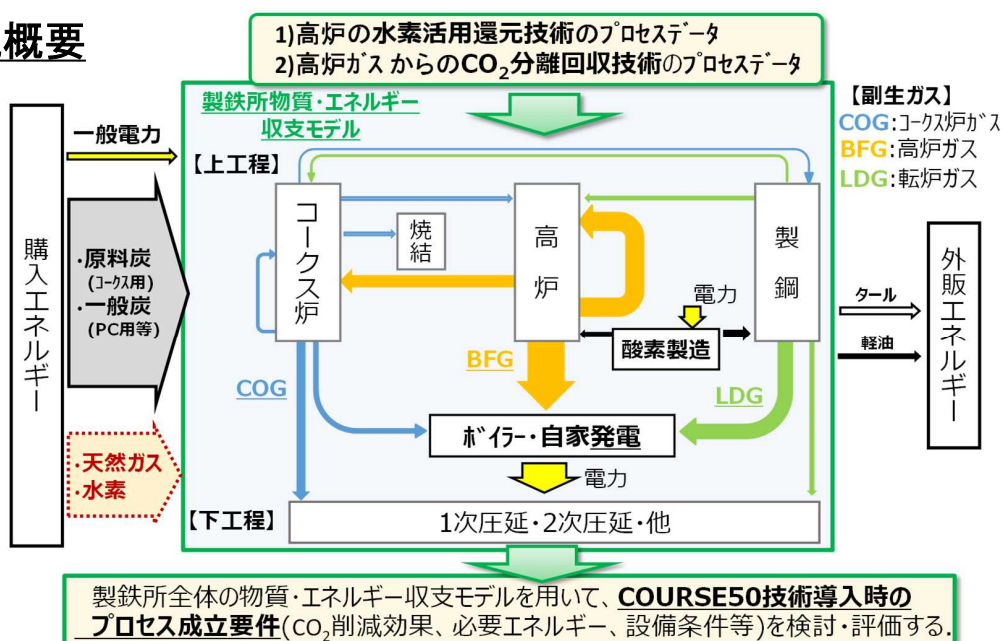 概要
1)高炉の水素活用還元技術のプロセスデータ
2)高炉ガスからのCO₂分離回収技術のプロセスデータ
製鉄所物質・エネルギー
収支モデル
【副生ガス】
COG:コークス炉ガス
BFG:高炉ガス
LDG:転炉ガス
一般電力
【上工程】
購入エネルギー
・原料炭
(コークス用)
・一般炭
(PC用等)
・天然ガス
・水素
コークス炉
焼結
高炉
製鋼
電力
酸素製造
タール
軽油
外販エネルギー
COG
BFG
LDG
ボイラー・自家発電
電力
【下工程】
1次圧延・2次圧延・他
製鉄所全体の物質・エネルギー収支モデルを用いて、COURSE50技術導入時の
プロセス成立要件(CO₂削減効果、必要エネルギー、設備条件等)を検討・評価する.